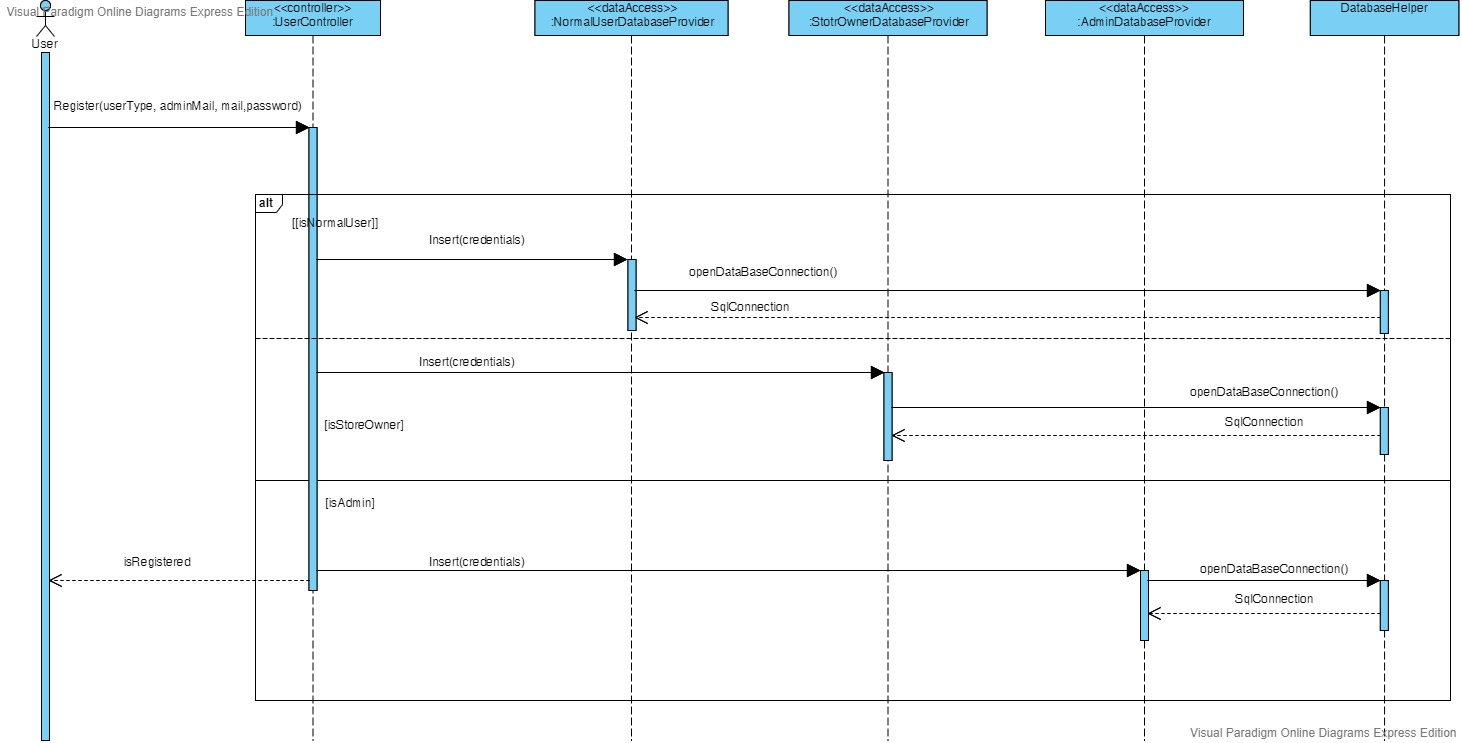 Visual Paradigm Online Diagrams Express Edition
User
<<controller>>
:UserController
<<dataAccess>>
:NormalUserDatabaseProvider
<<dataAccess>>
:StotrOwnerDatabaseProvider
<<dataAccess>>
:AdminDatabaseProvider
DatabaseHelper
Register(userType, adminMail, mail,password)
alt
[[isNormalUser]]
Insert(credentials)
openDataBaseConnection()
SqlConnection
Insert(credentials)
openDataBaseConnection()
SqlConnection
[isStoreOwner]
[isAdmin]
isRegistered
Insert(credentials)
openDataBaseConnection()
SqlConnection
Visual Paradigm Online Diagrams Express Edition